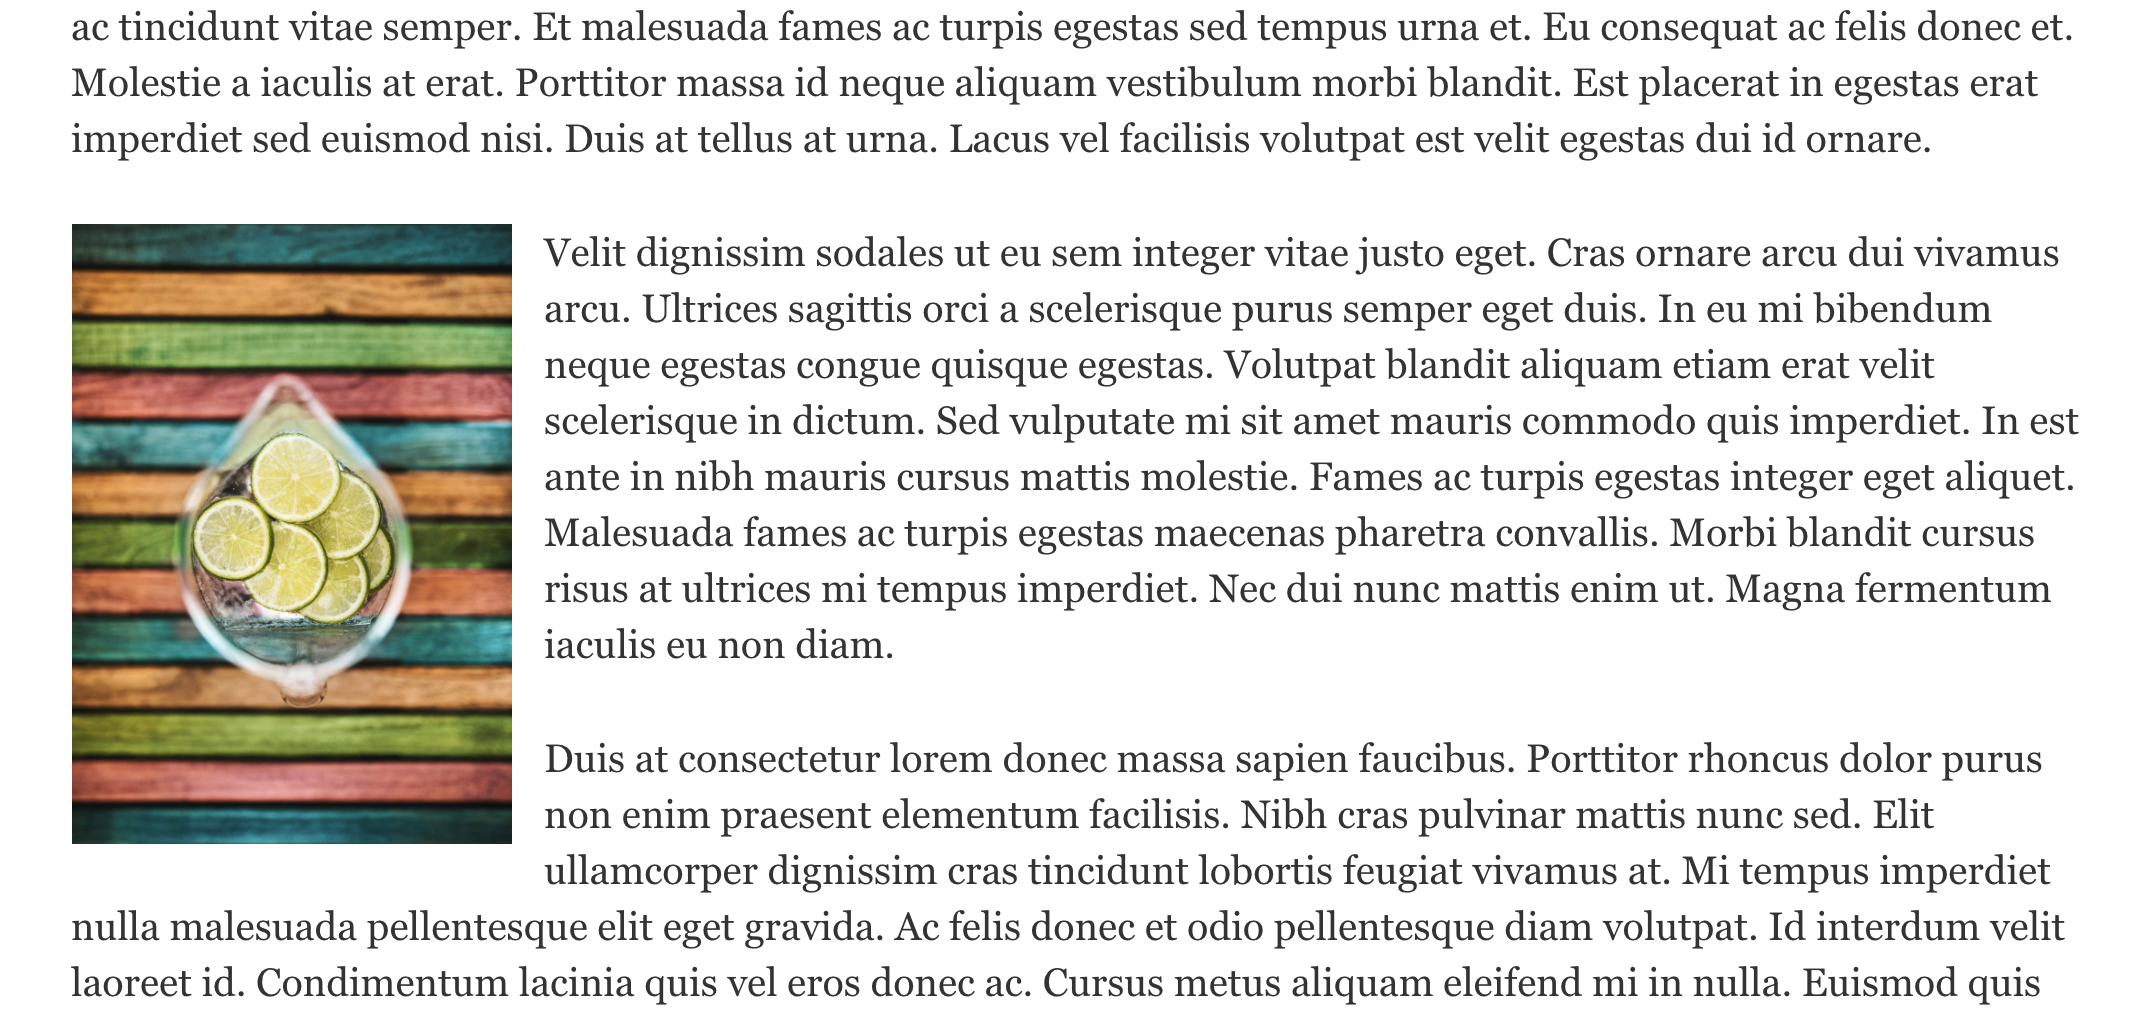 ac tincidunt vitae semper. Et malesuada fames ac turpis egestas sed tempus urna et. Eu consequat ac felis donec et.
Molestie a iaculis at erat. Porttitor massa id neque aliquam vestibulum morbi blandit. Est placerat in egestas erat
imperdiet sed euismod nisi. Duis at tellus at urna. Lacus vel facilisis volutpat est velit egestas dui id ornare.
Velit dignissim sodales ut eu sem integer vitae justo eget. Cras ornare arcu dui vivamus
arcu. Ultrices sagittis orci a scelerisque purus semper eget duis. In eu mi bibendum
neque egestas congue quisque egestas. Volutpat blandit aliquam etiam erat velit
scelerisque in dictum. Sed vulputate mi sit amet mauris commodo quis imperdiet. In est
ante in nibh mauris cursus mattis molestie. Fames ac turpis egestas integer eget aliquet.
Malesuada fames ac turpis egestas maecenas pharetra convallis. Morbi blandit cursus
risus at ultrices mi tempus imperdiet. Nec dui nunc mattis enim ut. Magna fermentum
iaculis eu non diam.
Duis at consectetur lorem donec massa sapien faucibus. Porttitor rhoncus dolor purus
non enim praesent elementum facilisis. Nibh cras pulvinar mattis nunc sed. Elit
ullamcorper dignissim cras tincidunt lobortis feugiat vivamus at. Mi tempus imperdiet
nulla malesuada pellentesque elit eget gravida. Ac felis donec et odio pellentesque diam volutpat. Id interdum velit
laoreet id. Condimentum lacinia quis vel eros donec ac. Cursus metus aliquam eleifend mi in nulla. Euismod quis